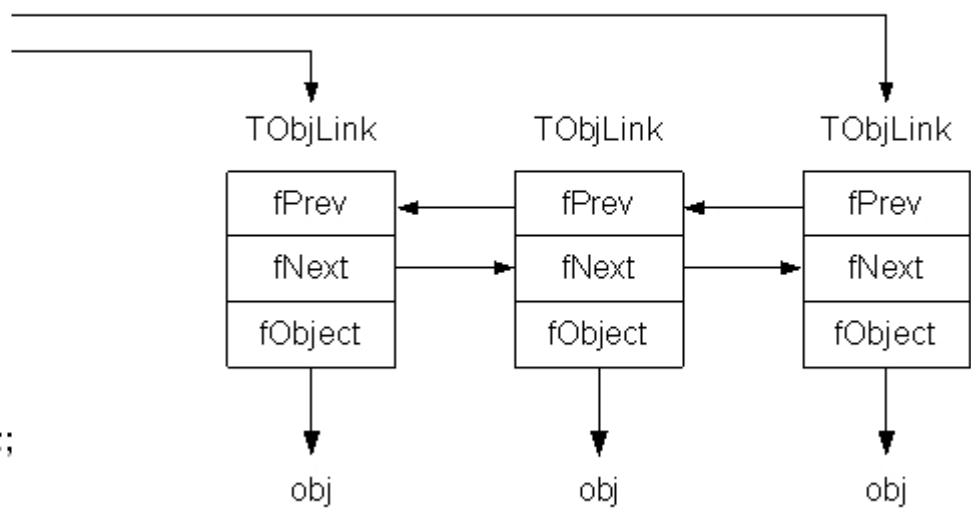 TObjLink TObjLink TObjLink
fPrev fPrev fPrev
fNext fNext fNext
fObject fObject fObject
:;
obj obj obj